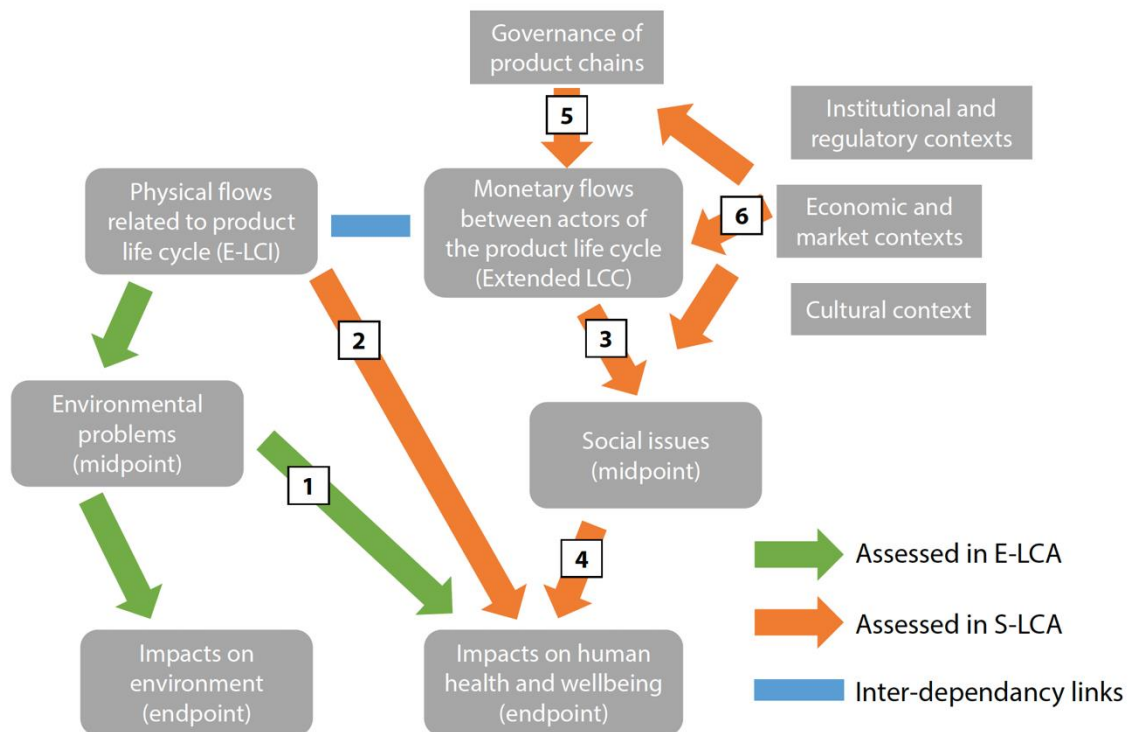 Governance of
product chains
5
Institutional and
regulatory contexts
Physical flows
related to product
life cycle (E-LCI)
Monetary flows
between actors of
the product life cycle
(Extended LCC)
6
Economic and
market contexts
Cultural context
2
3
Environmental
problems
(midpoint)
Social issues
(midpoint)
1
4
Assessed in E-LCA
Assessed in S-LCA
Inter-dependancy links
Impacts on
environment
(endpoint)
Impacts on human
health and wellbeing
(endpoint)